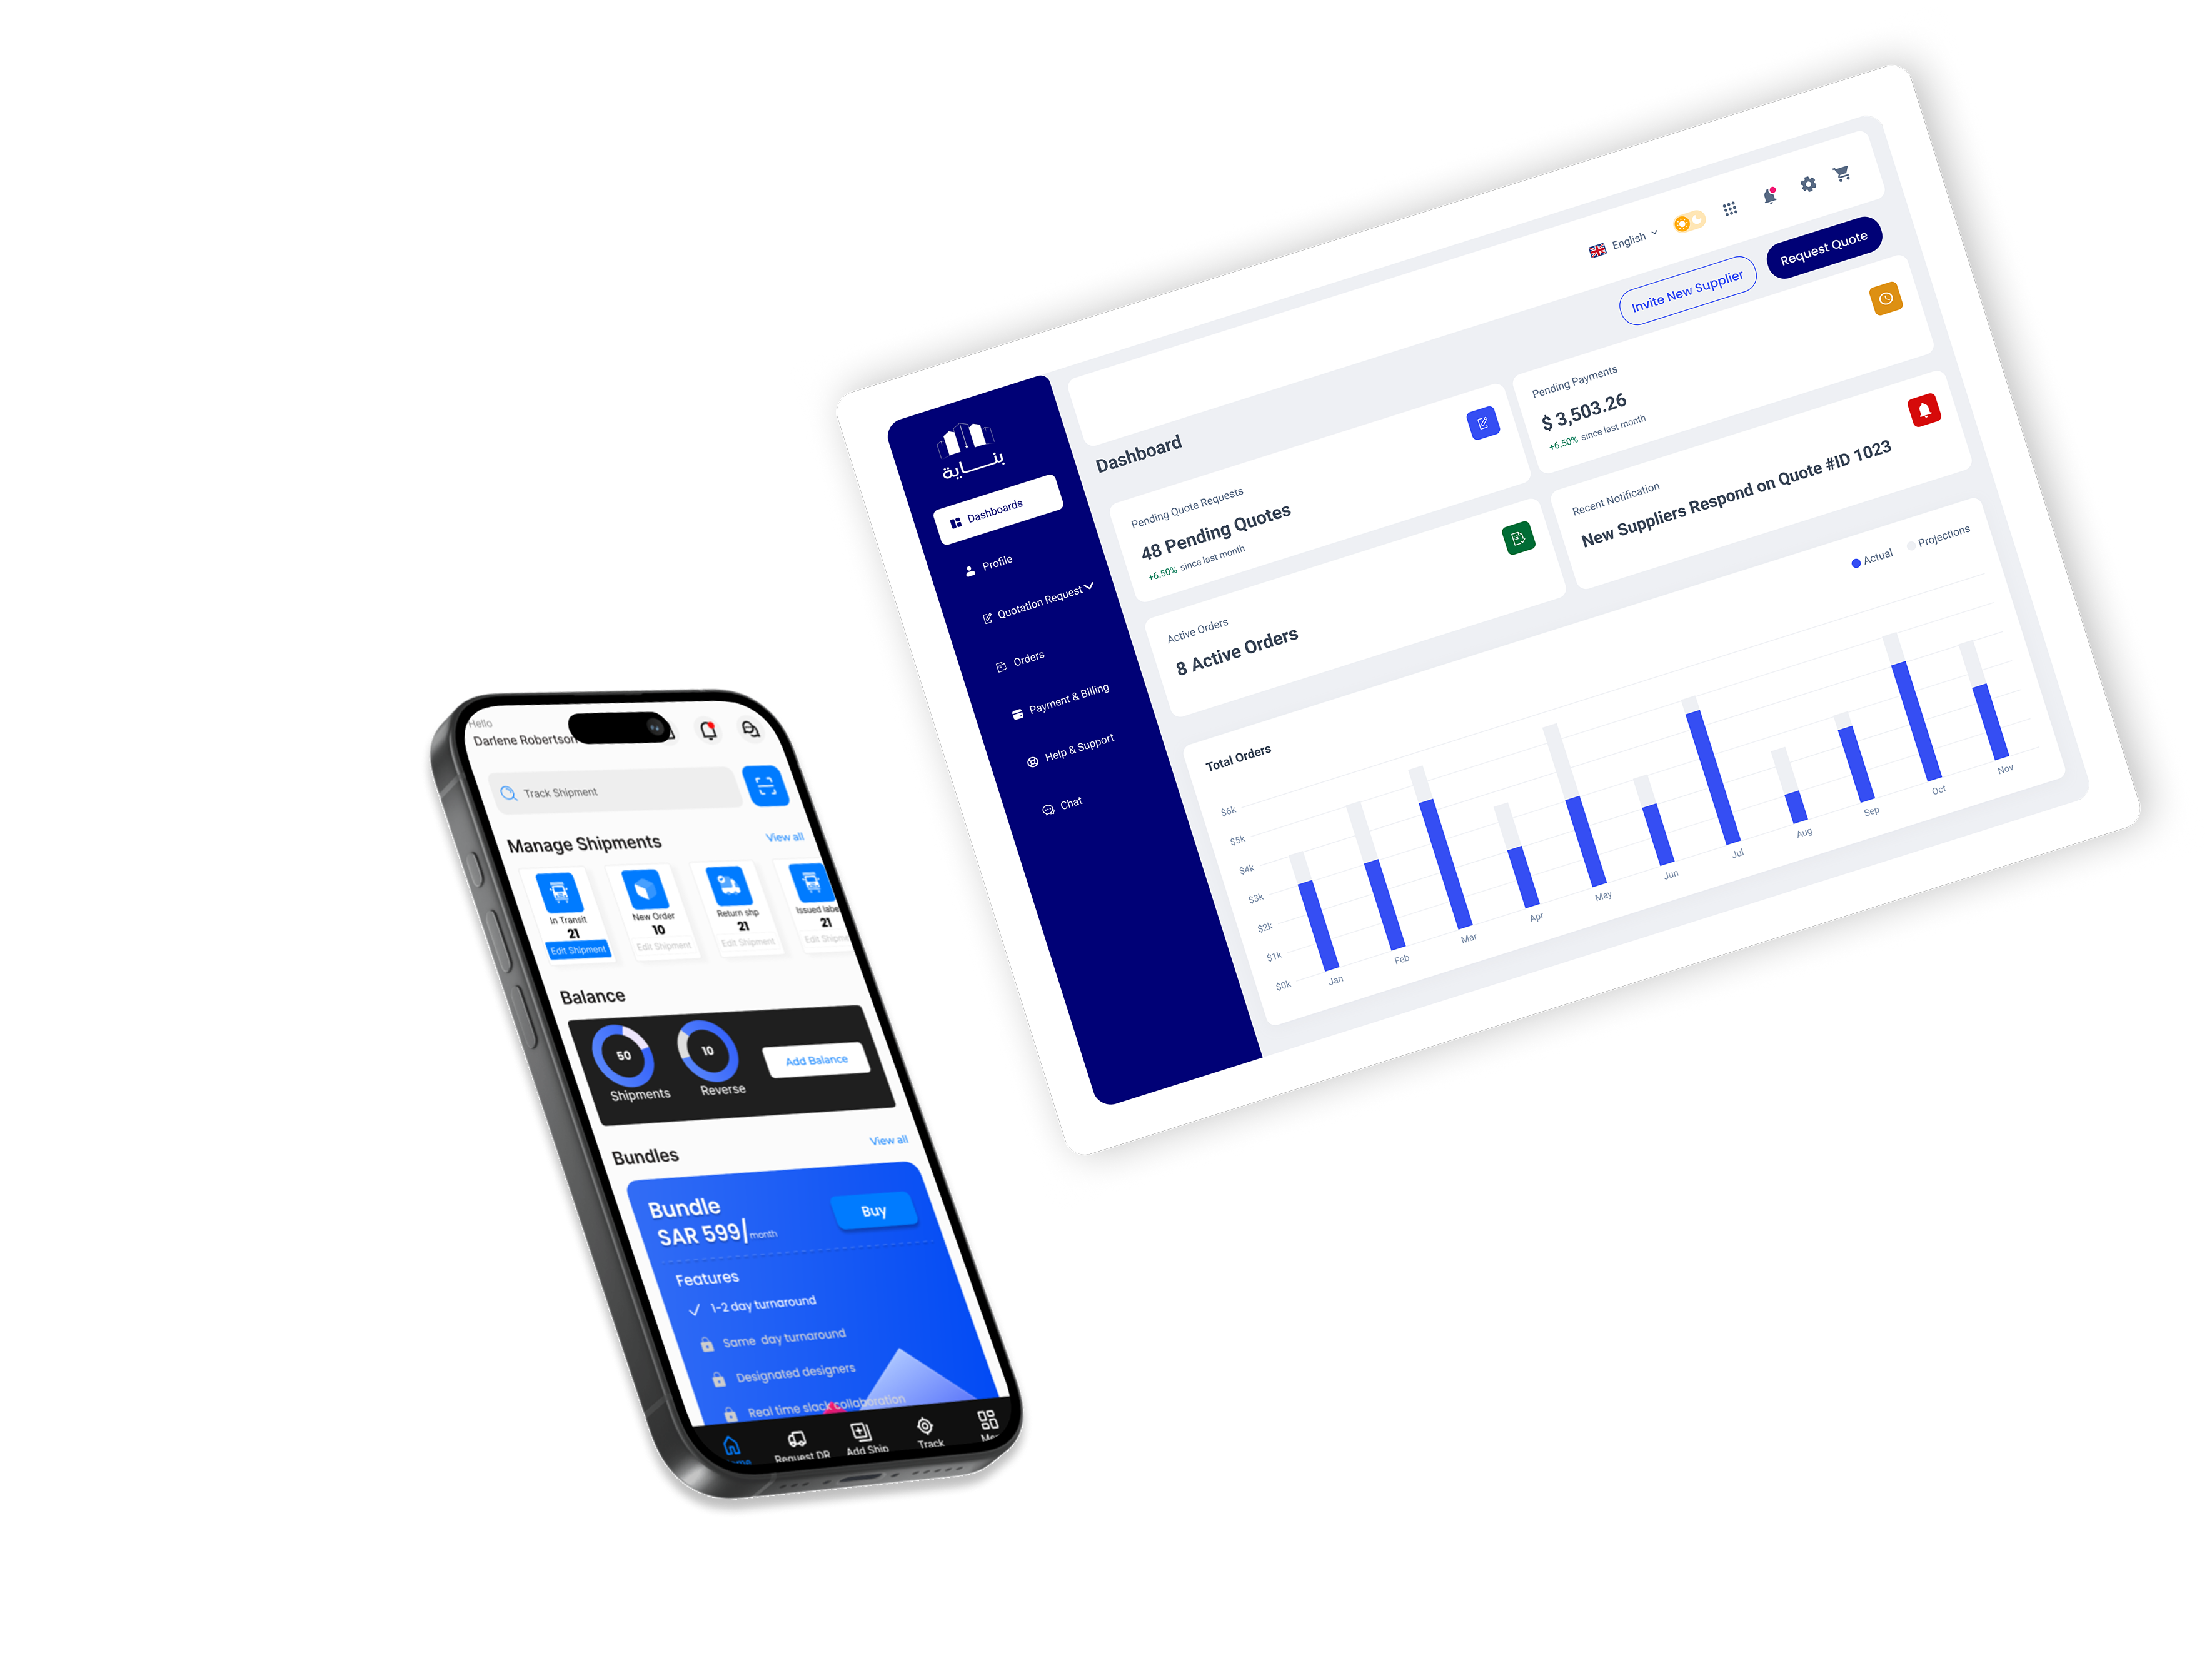 Hello
Darlene Robertson
Track Shipment
Manage Shipments
View all
In Transit
21
Edit Shipment
New Order
10
Edit Shipment
Return shp
21
Edit Shipment
Issued
21
Edit
Balance
50
Shipments
10
Reverse
Add Balance
Bundles
View all
Bundle
SAR 599|month
Buy
Features
1-2 day turnaround
Same day turnaround
Designated designers
Real time slack collaboration
Request
Add Ship
Track
بنـــاية
Dashboards
Profile
Quotation Request
Orders
Payment & Billing
Help & Support
Chat
English
Invite New Supplier
Request Quote
Dashboard
Pending Quote Requests
48 Pending Quotes
+6.50% since last month
Pending Payments
$ 3,503.26
+6.50% since last month
Active Orders
8 Active Orders
Recent Notification
New Suppliers Respond on Quote #ID 1023
Total Orders
Actual
Projections
$6k
$5k
$4k
$3k
$2k
$1k
$0k
Jan
Feb
Mar
Apr
May
Jun
Jul
Aug
Sep
Oct
Nov